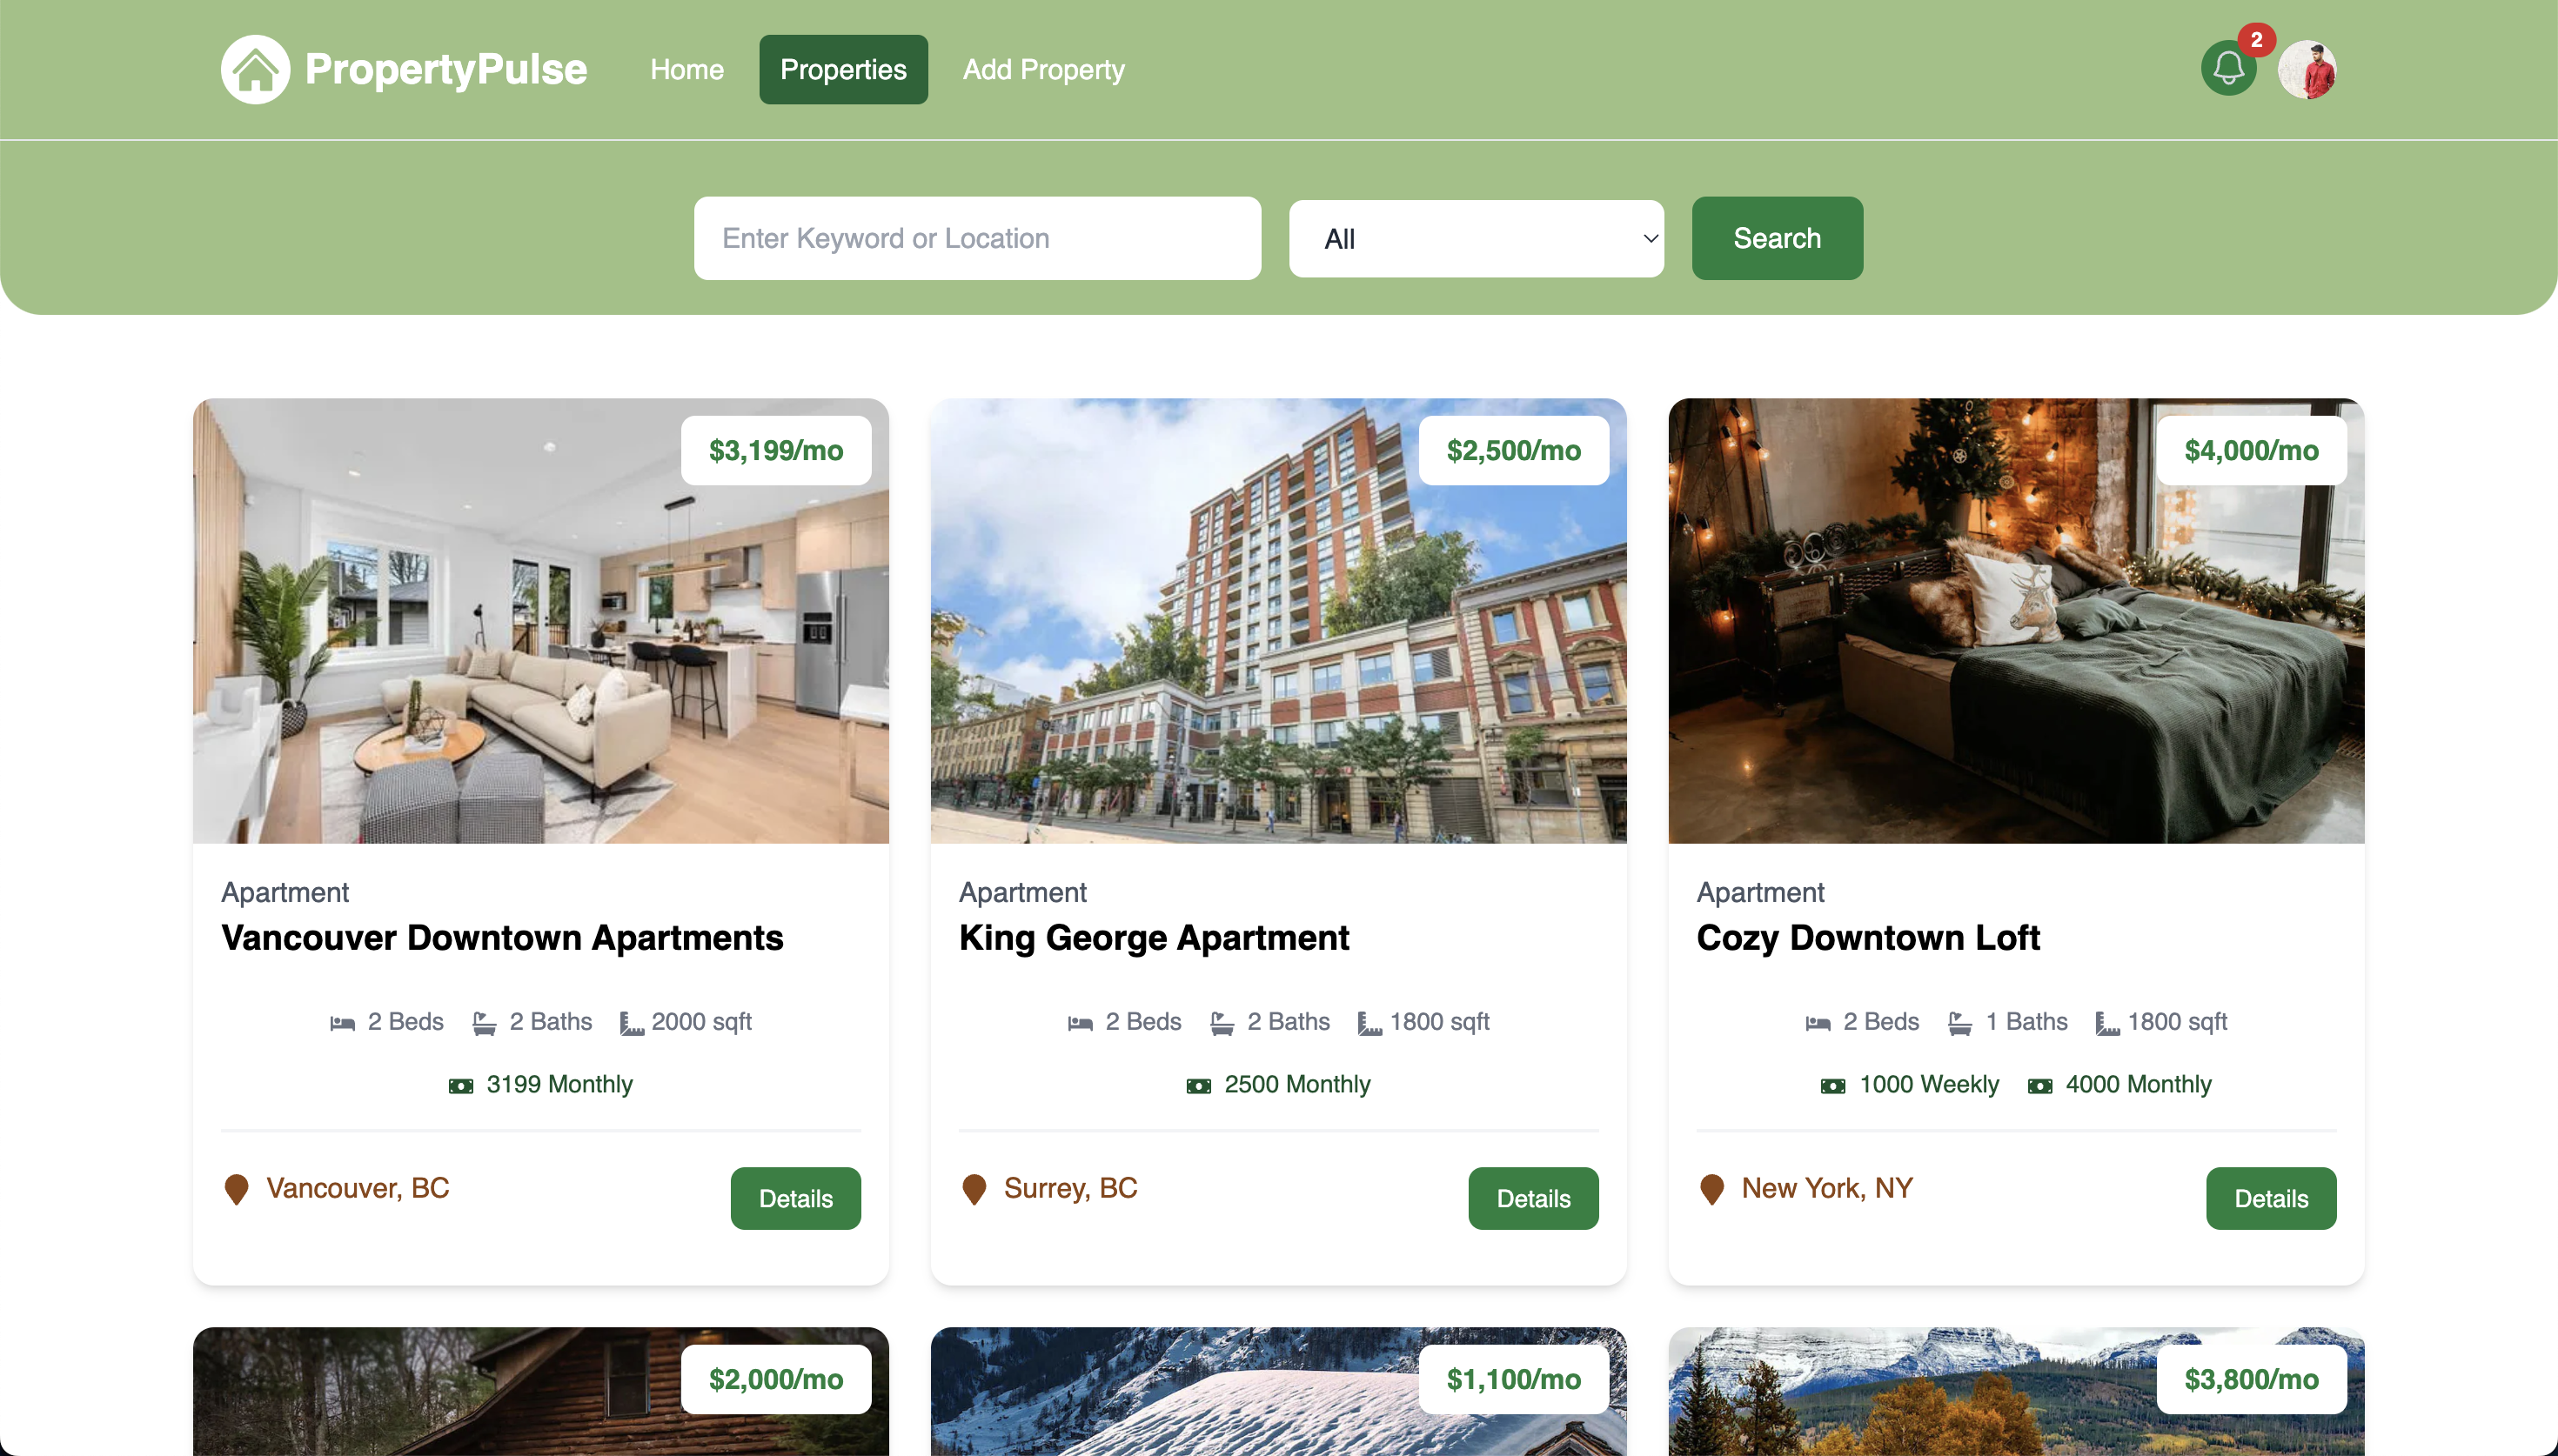 PropertyPulse Home Properties Add Property 2
Enter Keyword or Location All Search
$3,199/mo
Apartment
Vancouver Downtown Apartments
2 Beds 2 Baths 2000 sqft
3199 Monthly
Vancouver, BC Details
$2,500/mo
Apartment
King George Apartment
2 Beds 2 Baths 1800 sqft
2500 Monthly
Surrey, BC Details
$4,000/mo
Apartment
Cozy Downtown Loft
2 Beds 1 Baths 1800 sqft
1000 Weekly 4000 Monthly
New York, NY Details
$2,000/mo
$1,100/mo
$3,800/mo